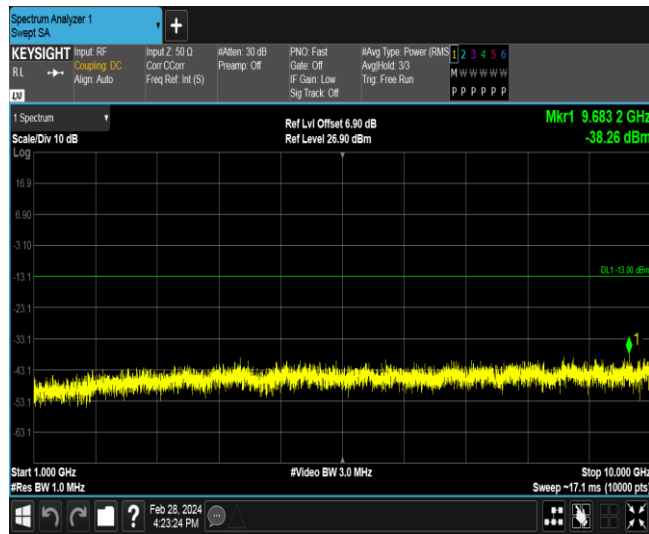 Spectrum Analyzer 1
Swept SA
KEYSIGHT Input: RF Input Z: 50 Ω #Atten: 30 dB PNO: Fast #Avg Type: Power (RMS 1 2 3 4 5 6
RL Coupling: DC Corr CCorr Preamp: Off Gate: Off Avg|Hold: 3/3 M W W W W W
Align: Auto Freq Ref: Int (S) IF Gain: Low Trig: Free Run
LXI Sig Track: Off P P P P P P
1 Spectrum Ref Lvl Offset 6.90 dB Mkr1 9.683 2 GHz
Scale/Div 10 dB Ref Level 26.90 dBm -38.26 dBm
Log
16.9
6.90
-3.10
DL1 -13.00 dBm
-13.1
-23.1
-33.1
1
-43.1
-53.1
-63.1
Start 1.000 GHz #Video BW 3.0 MHz Stop 10.000 GHz
#Res BW 1.0 MHz Sweep ~17.1 ms (10000 pts)
? Feb 28, 2024
4:23:24 PM